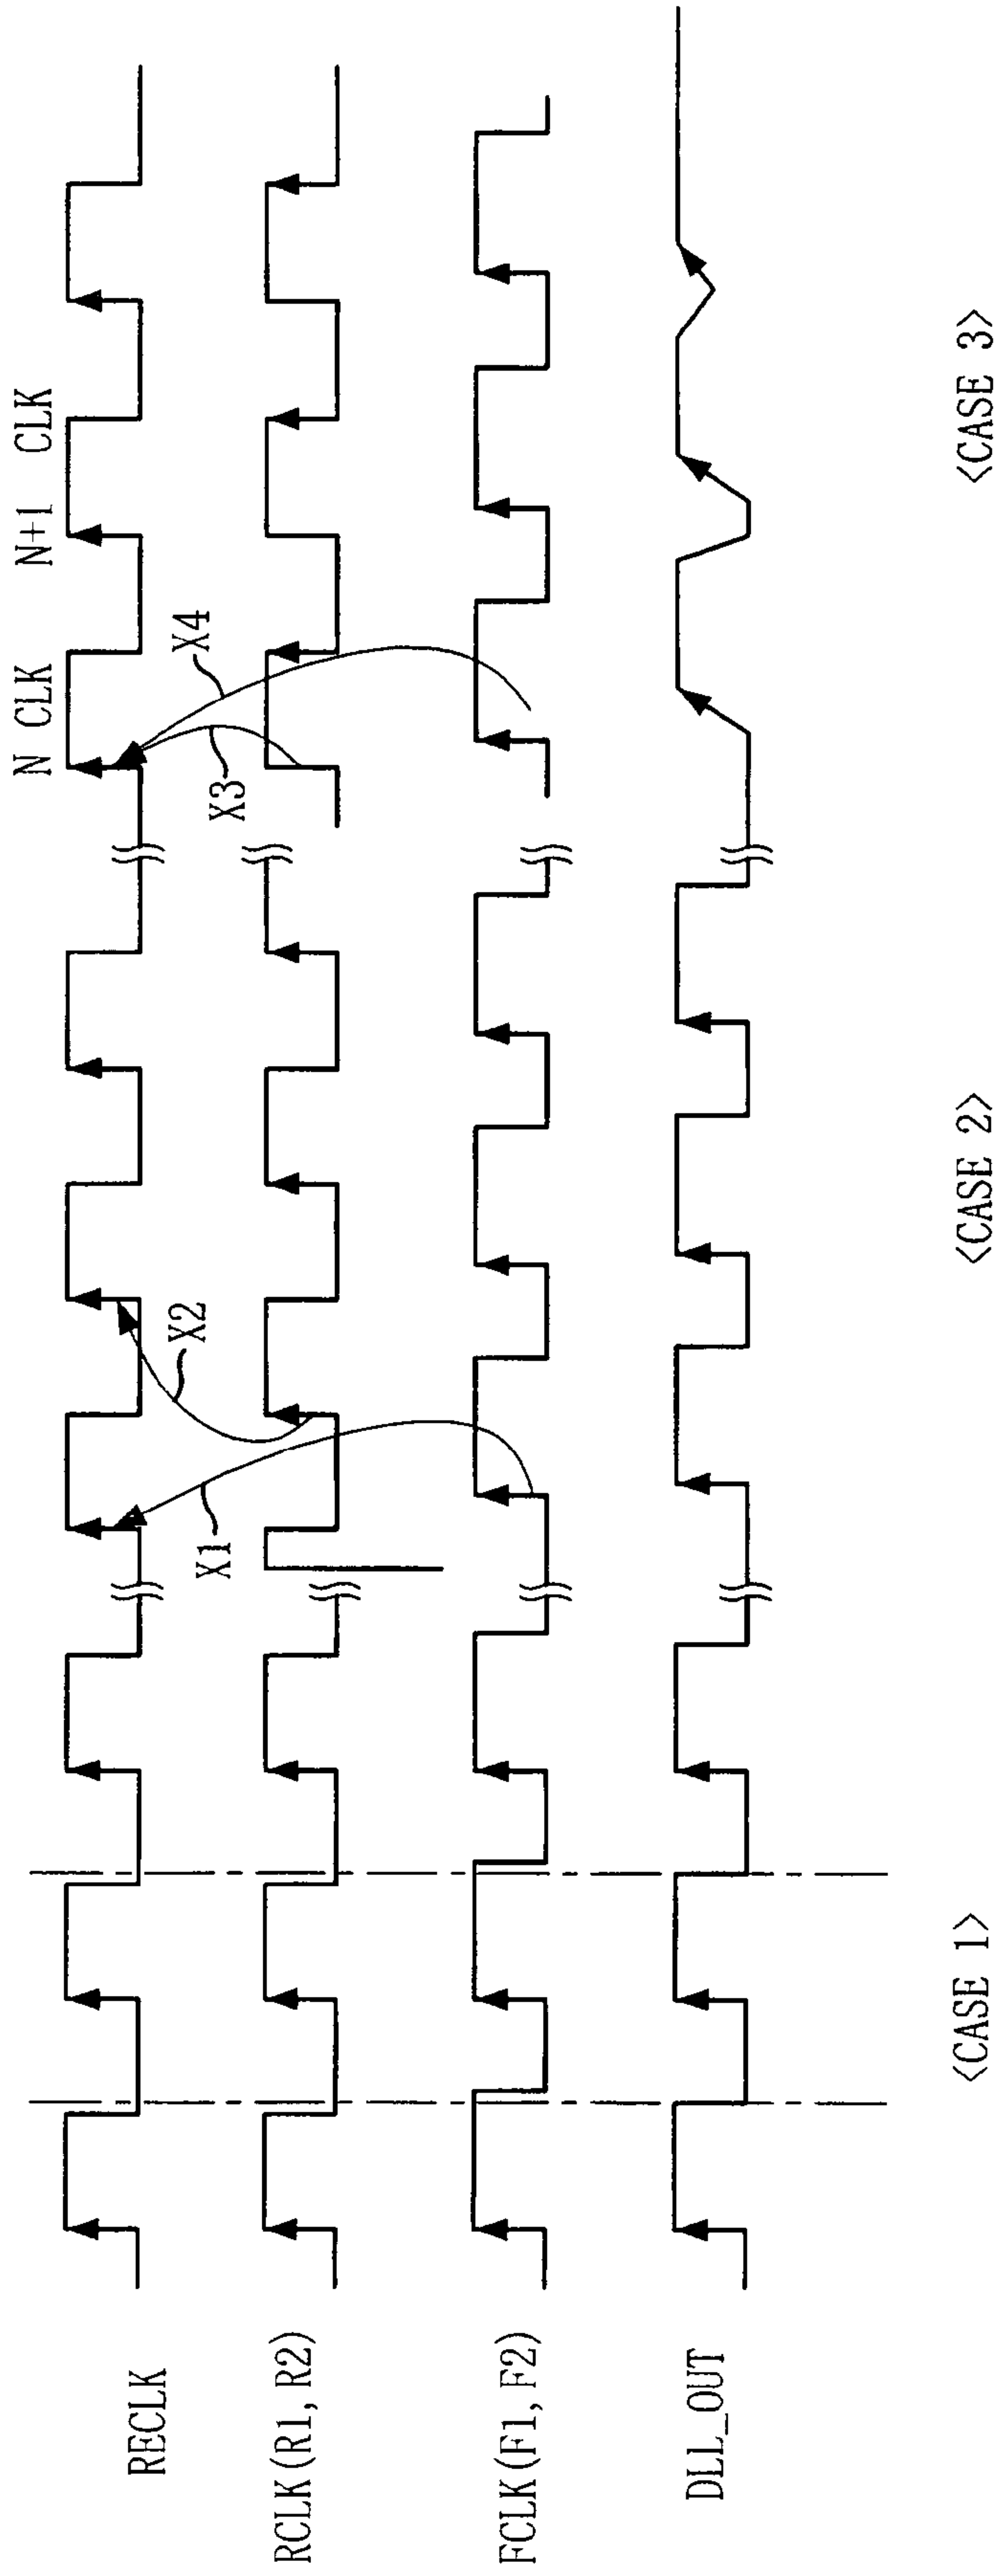 N CLK
N+1 CLK
RECLK
X1
X2
X3
X4
RCLK(R1, R2)
FCLK(F1, F2)
DLL_OUT
<CASE 1>
<CASE 2>
<CASE 3>